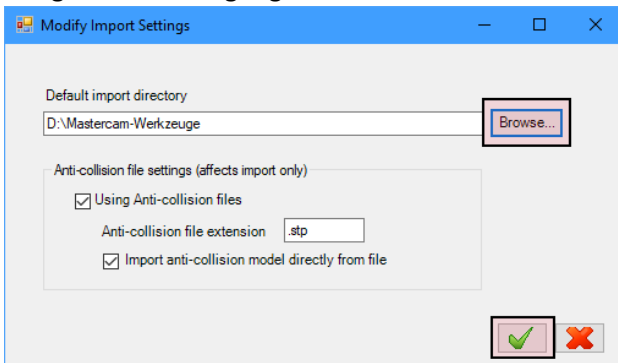 Modify Import Settings
Default import directory
D:\Mastercam-Werkzeuge
Browse...
Anti-collision file settings (affects import only)
Using Anti-collision files
Anti-collision file extension .stp
Import anti-collision model directly from file